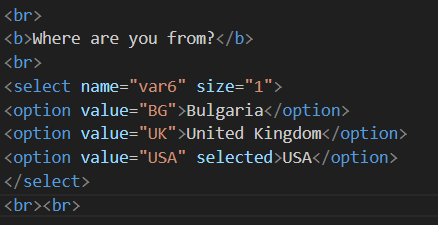 <br>
<b>Where are you from?</b>
<br>
<select name="var6" size="1">
<option value="BG">Bulgaria</option>
<option value="UK">United Kingdom</option>
<option value="USA" selected>USA</option>
</select>
<br><br>